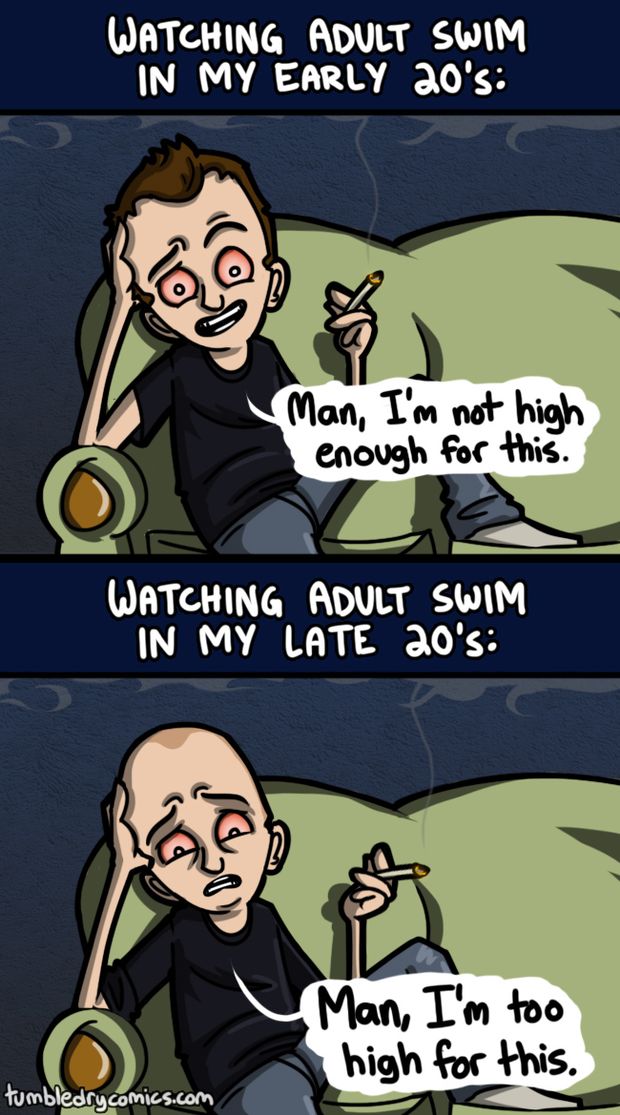 WATCHING ADULT SWIM
IN MY EARLY 20's:
Man, I'm not high
enough for this.
WATCHING ADULT SWIM
IN MY LATE 20's:
Man, I'm too
high for this.
tumbledrycomics.com